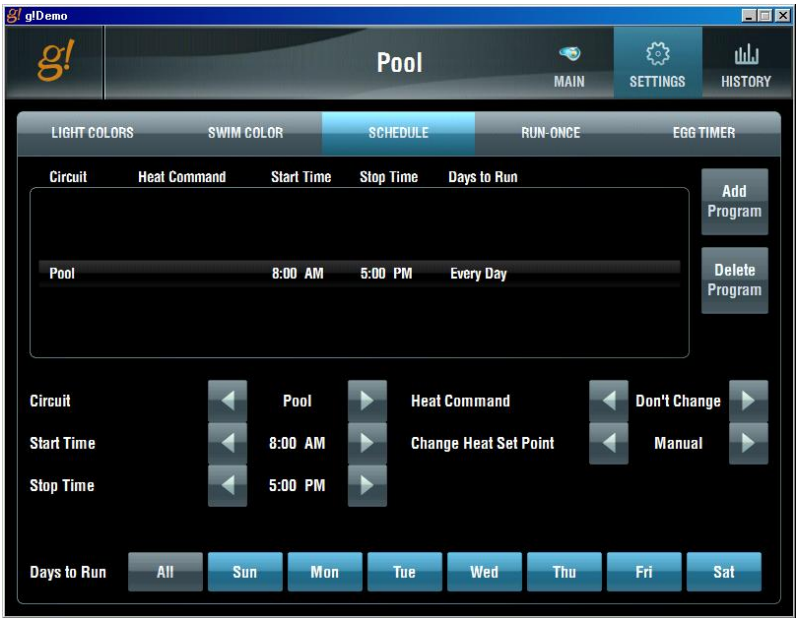 g! g!Demo
g! Pool MAIN SETTINGS HISTORY
LIGHT COLORS SWIM COLOR SCHEDULE RUN-ONCE EGG TIMER
Circuit Heat Command Start Time Stop Time Days to Run
Add Program
Pool 8:00 AM 5:00 PM Every Day
Delete Program
Circuit Pool Heat Command Don't Change
Start Time 8:00 AM Change Heat Set Point Manual
Stop Time 5:00 PM
Days to Run All Sun Mon Tue Wed Thu Fri Sat